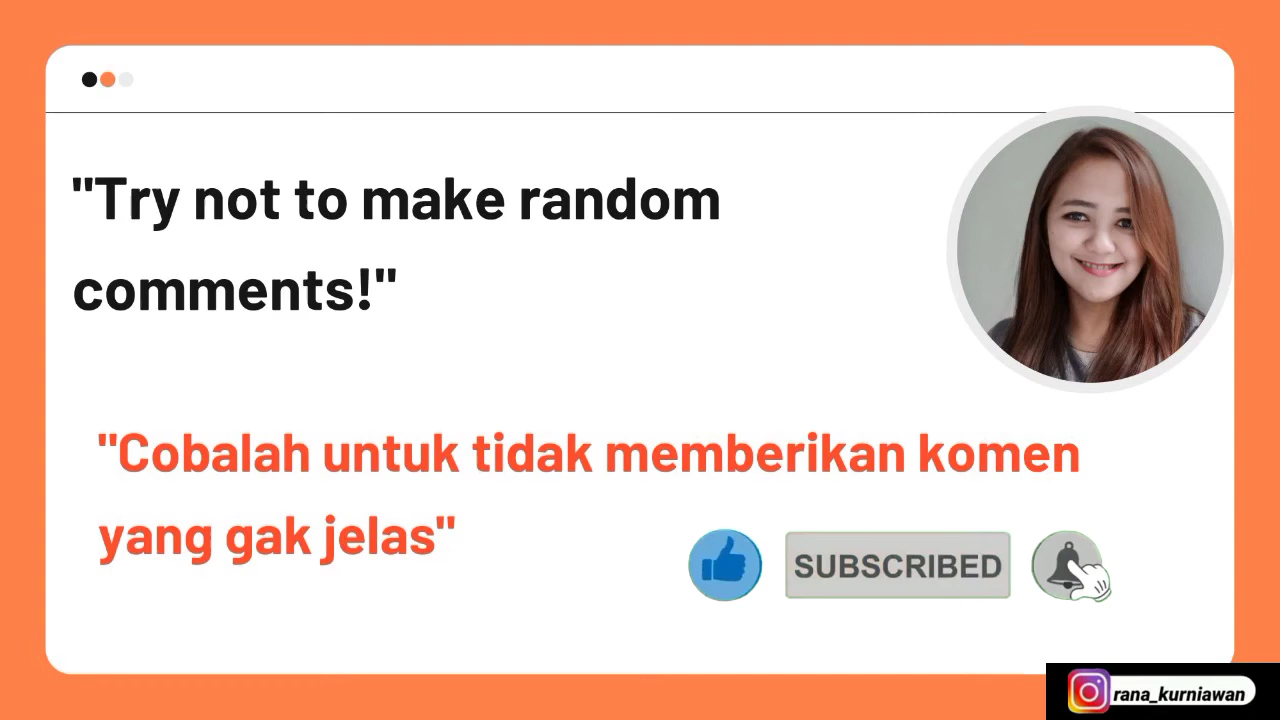 "Try not to make random
comments!"
"Cobalah untuk tidak memberikan komen
yang gak jelas"
SUBSCRIBED
rana_kurniawan